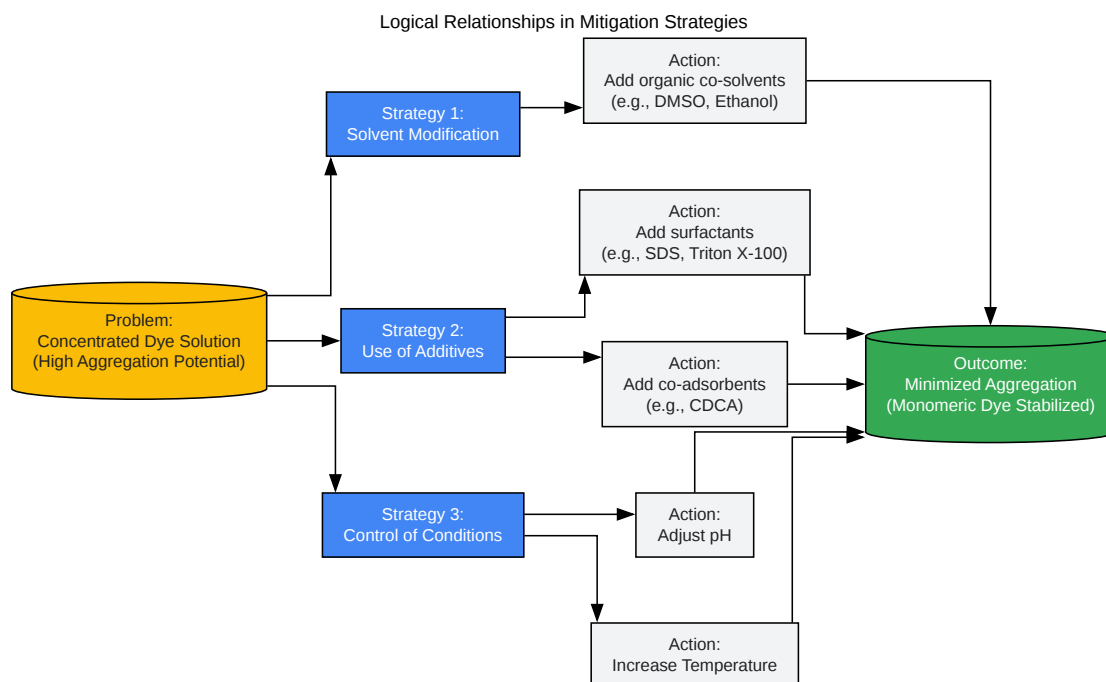 Logical Relationships in Mitigation Strategies
Action:
Add organic co-solvents
(e.g., DMSO, Ethanol)
Strategy 1:
Solvent Modification
Action:
Add surfactants
(e.g., SDS, Triton X-100)
Problem:
Concentrated Dye Solution
(High Aggregation Potential)
Strategy 2:
Use of Additives
Action:
Add co-adsorbents
(e.g., CDCA)
Outcome:
Minimized Aggregation
(Monomeric Dye Stabilized)
Strategy 3:
Control of Conditions
Action:
Adjust pH
Action:
Increase Temperature